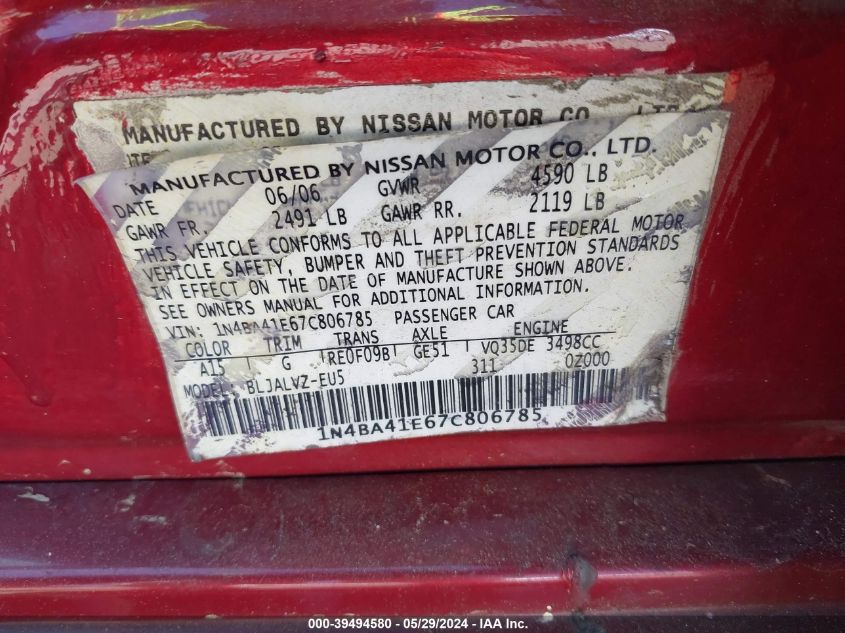 MANUFACTURED BY NISSAN MOTOR CO
MANUFACTURED BY NISSAN MOTOR CO., LTD.
DATE 06/06 GVWR 4590 LB
GAWR FR. 2491 LB GAWR RR. 2119 LB
THIS VEHICLE CONFORMS TO ALL APPLICABLE FEDERAL MOTOR
VEHICLE SAFETY, BUMPER AND THEFT PREVENTION STANDARDS
IN EFFECT ON THE DATE OF MANUFACTURE SHOWN ABOVE.
SEE OWNERS MANUAL FOR ADDITIONAL INFORMATION.
VIN: 1N4BA41E67C806785 PASSENGER CAR
COLOR TRIM TRANS AXLE ENGINE
A15 G RE0F09B GE51 VQ35DE 3498CC
MODEL: BLJALVZ-EU5 311 0Z000
1N4BA41E67C806785
000-39494580 - 05/29/2024 - IAA Inc.